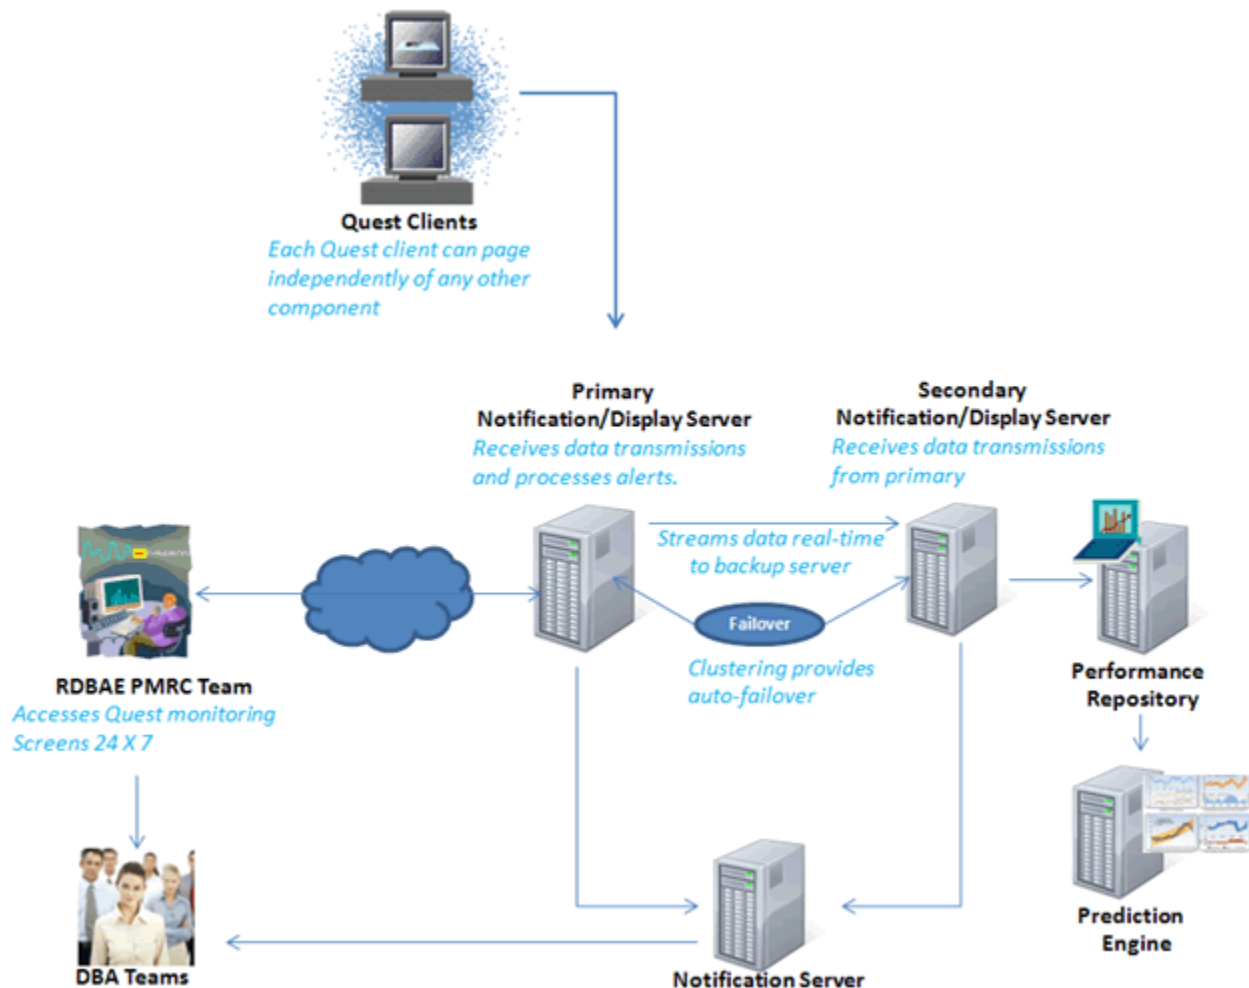 Quest Clients
Each Quest client can page
independently of any other
component
Primary
Notification/Display Server
Receives data transmissions
and processes alerts.
Secondary
Notification/Display Server
Receives data transmissions
from primary
Streams data real-time
to backup server
Failover
Clustering provides
auto-failover
RDBAE PMRC Team
Accesses Quest monitoring
Screens 24 X 7
Performance
Repository
Prediction
Engine
DBA Teams
Notification Server